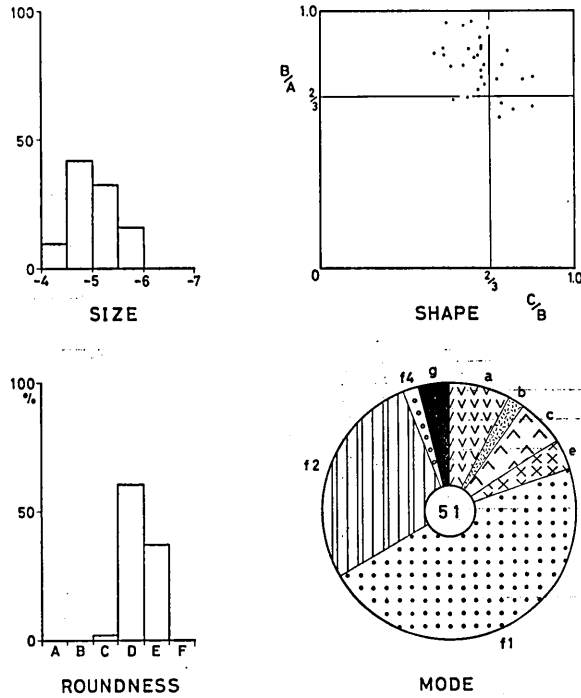 100
50
0
-4 -5 -6 -7
SIZE
1.0
B/A
2/3
0 2/3 1.0
C/B
SHAPE
100
%
50
0
A B C D E F
ROUNDNESS
f4 g a b c e
f2
51
f1
MODE